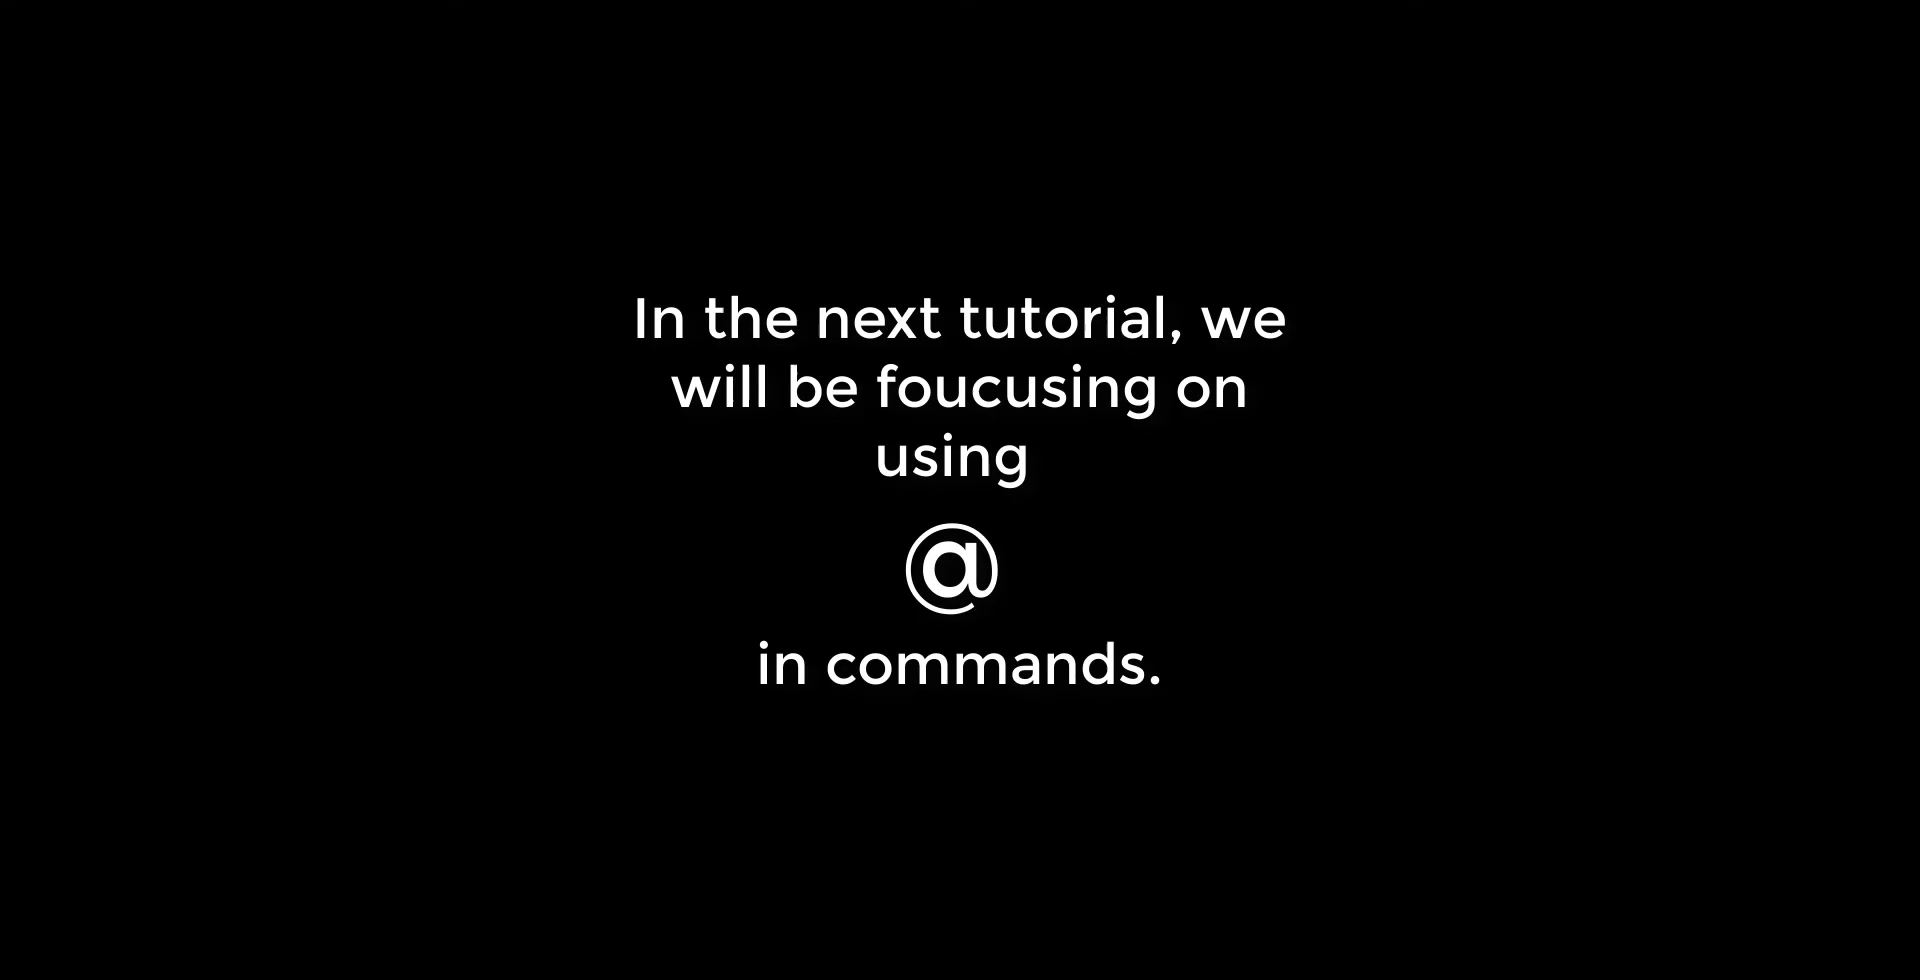 In the next tutorial, we
will be foucusing on
using
@
in commands.